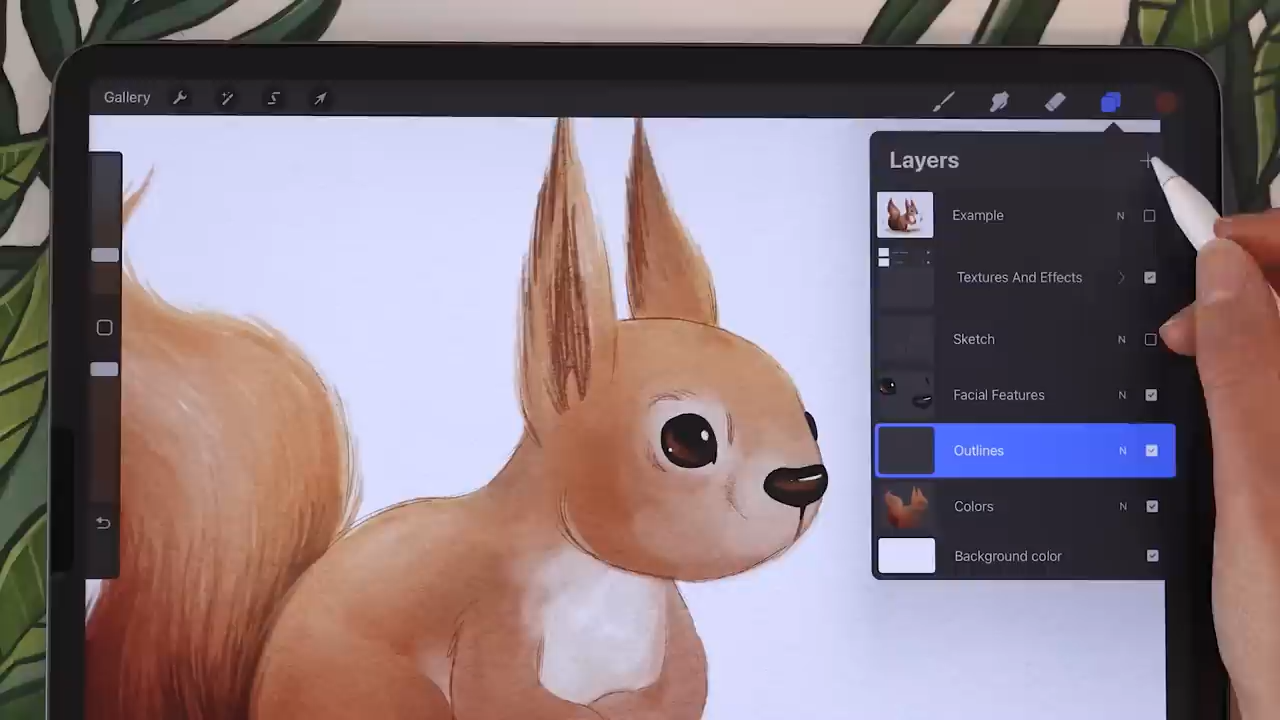 Gallery
Layers
Example N
Textures And Effects
Sketch N
Facial Features N
Outlines N
Colors N
Background color